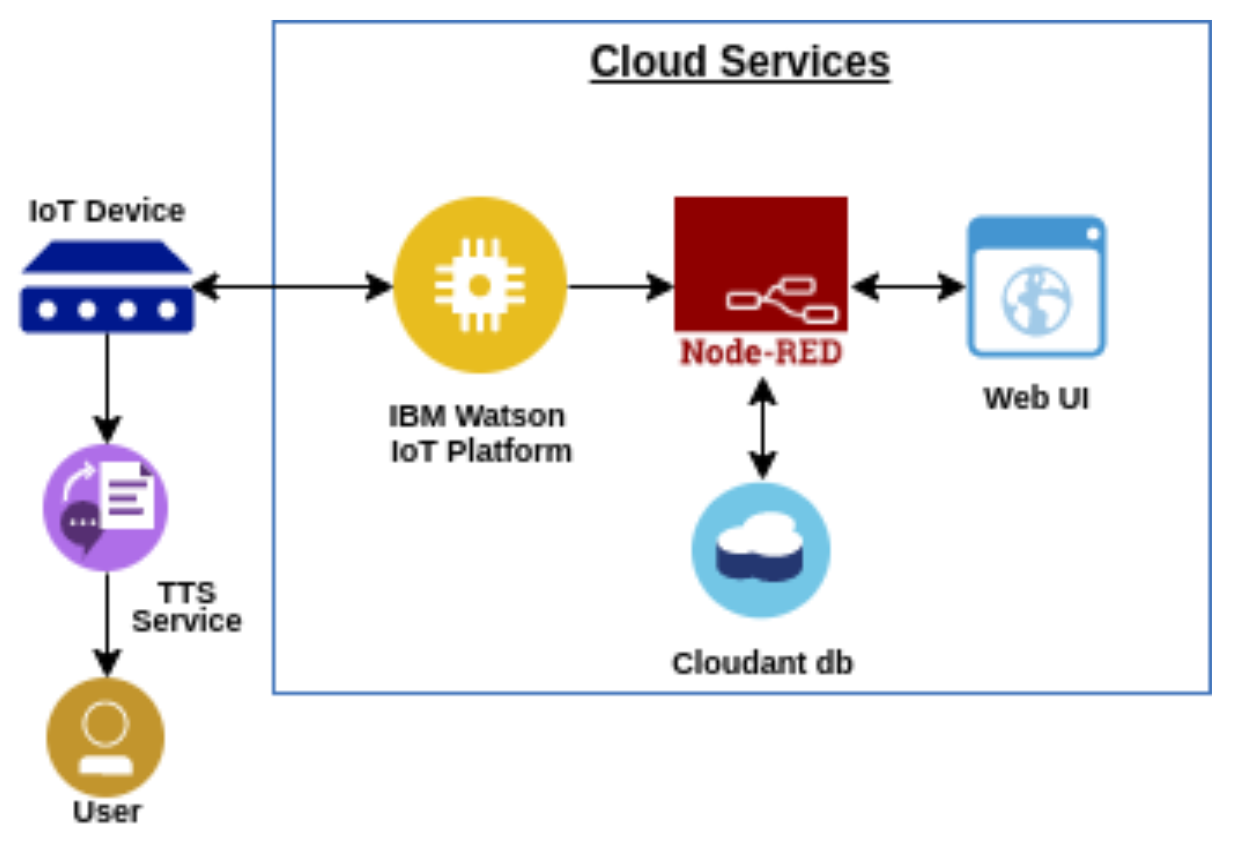 Cloud Services
IoT Device
Node-RED
Web UI
IBM Watson
IoT Platform
TTS
Service
Cloudant db
User